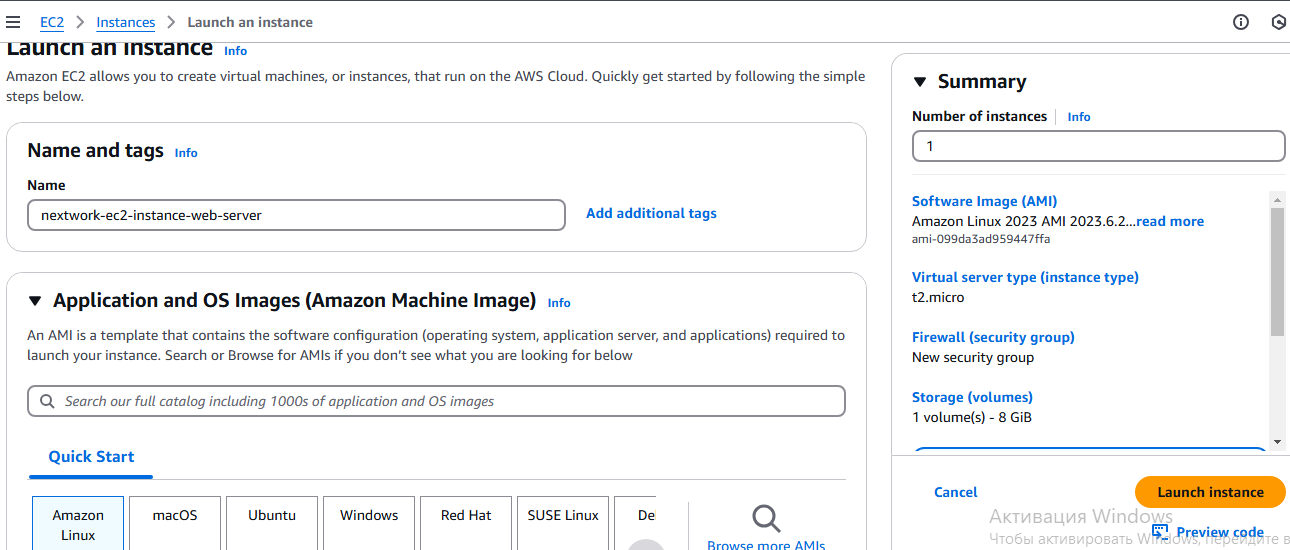 EC2 > Instances > Launch an instance
Launch an instance Info
Amazon EC2 allows you to create virtual machines, or instances, that run on the AWS Cloud. Quickly get started by following the simple
steps below.
Name and tags Info
Name
nextwork-ec2-instance-web-server
Add additional tags
Application and OS Images (Amazon Machine Image) Info
An AMI is a template that contains the software configuration (operating system, application server, and applications) required to
launch your instance. Search or Browse for AMIs if you don't see what you are looking for below
Search our full catalog including 1000s of application and OS images
Quick Start
Amazon
Linux
macOS
Ubuntu
Windows
Red Hat
SUSE Linux
De
Browse more AMIs
Summary
Number of instances Info
1
Software Image (AMI)
Amazon Linux 2023 AMI 2023.6.2...read more
ami-099da3ad959447ffa
Virtual server type (instance type)
t2.micro
Firewall (security group)
New security group
Storage (volumes)
1 volume(s) - 8 GiB
Cancel
Launch instance
Preview code
Активация Windows
Чтобы активировать Windows, перейдите в